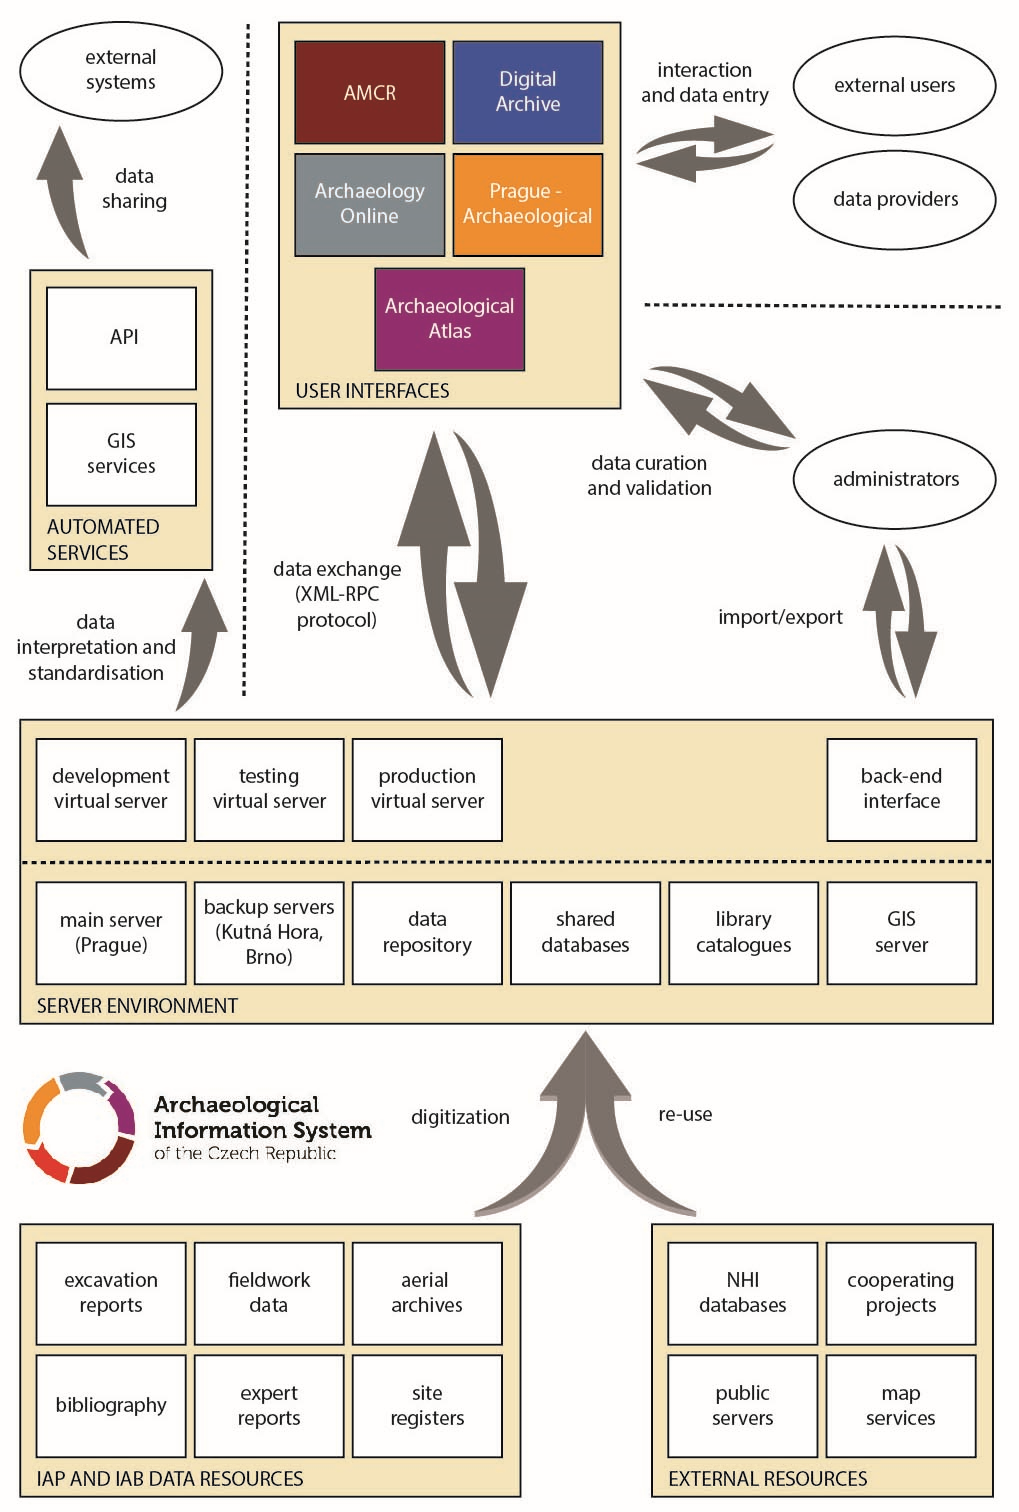 external
systems
data
sharing
API
GIS
services
AUTOMATED
SERVICES
data
interpretation and
standardisation
AMCR
Digital
Archive
Archaeology
Online
Prague -
Archaeological
Archaeological
Atlas
USER INTERFACES
interaction
and data entry
external users
data providers
data curation
and validation
administrators
data exchange
(XML-RPC
protocol)
import/export
development
virtual server
testing
virtual server
production
virtual server
back-end
interface
main server
(Prague)
backup servers
(Kutná Hora,
Brno)
data
repository
shared
databases
library
catalogues
GIS
server
SERVER ENVIRONMENT
Archaeological
Information System
of the Czech Republic
digitization
re-use
excavation
reports
fieldwork
data
aerial
archives
bibliography
expert
reports
site
registers
IAP AND IAB DATA RESOURCES
NHI
databases
cooperating
projects
public
servers
map
services
EXTERNAL RESOURCES